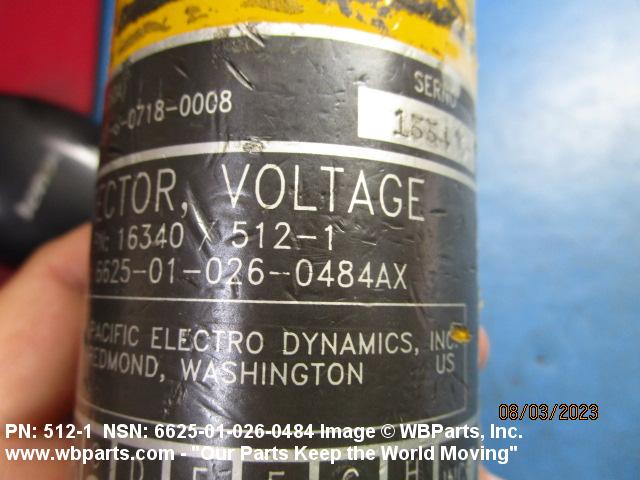 -0718-0008
SERNO
ECTOR, VOLTAGE
PN: 16340 / 512-1
6625-01-026-0484AX
PACIFIC ELECTRO DYNAMICS, INC
REDMOND, WASHINGTON US
08/03/2023
PN: 512-1 NSN: 6625-01-026-0484 Image © WBParts, Inc.
www.wbparts.com - "Our Parts Keep the World Moving"